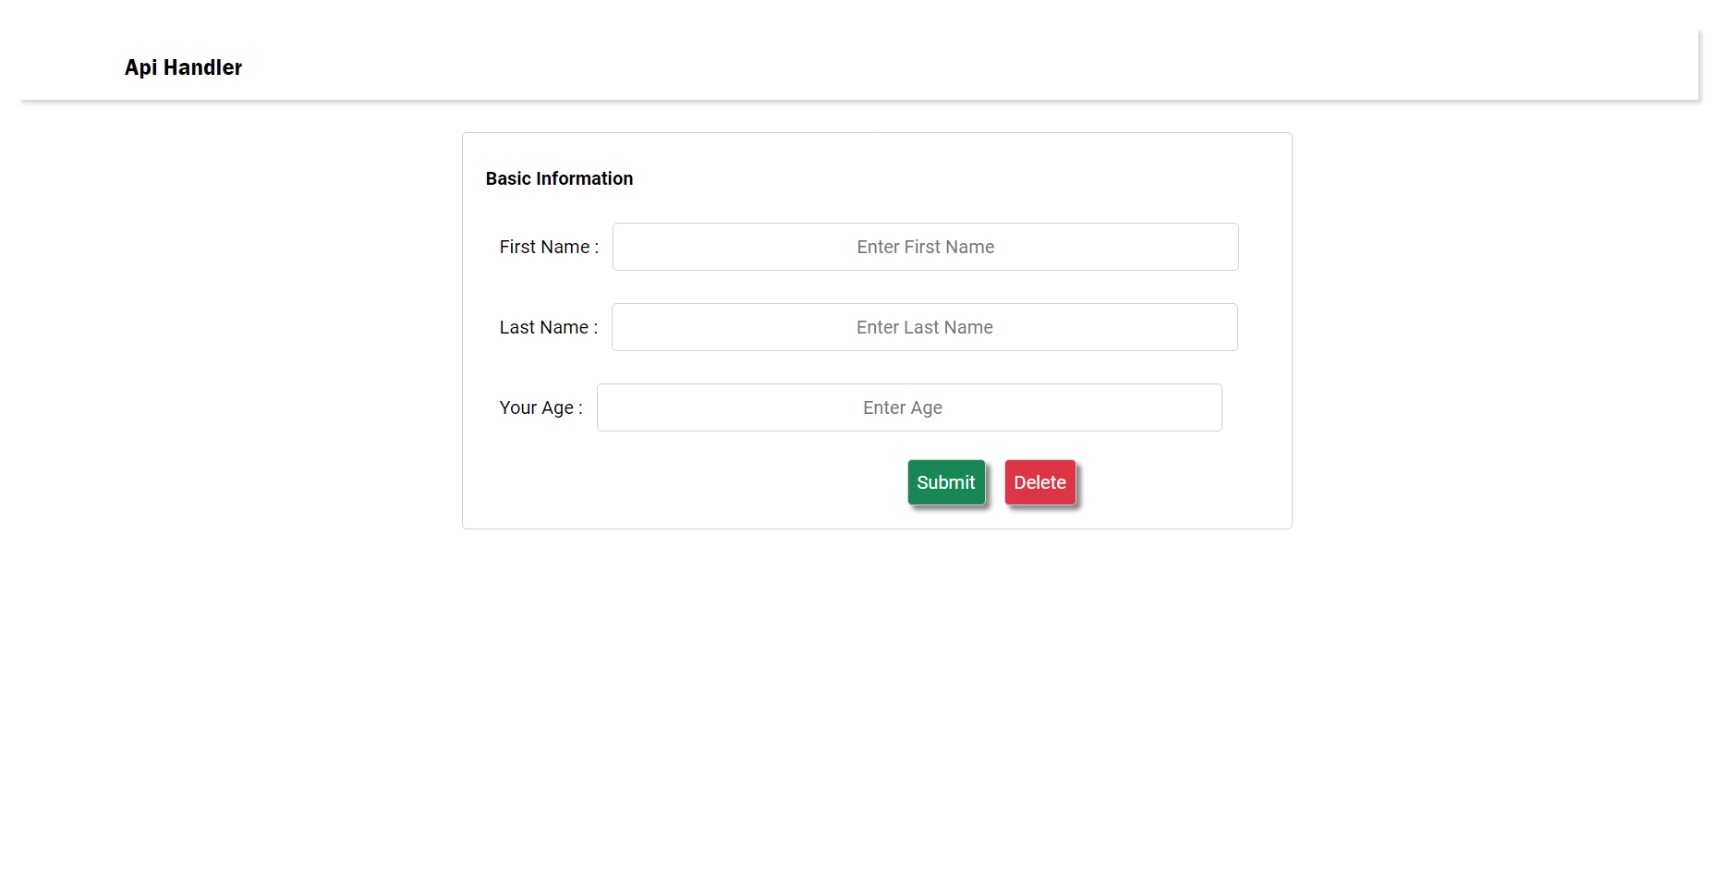 Api Handler
Basic Information
First Name : Enter First Name
Last Name : Enter Last Name
Your Age : Enter Age
Submit Delete